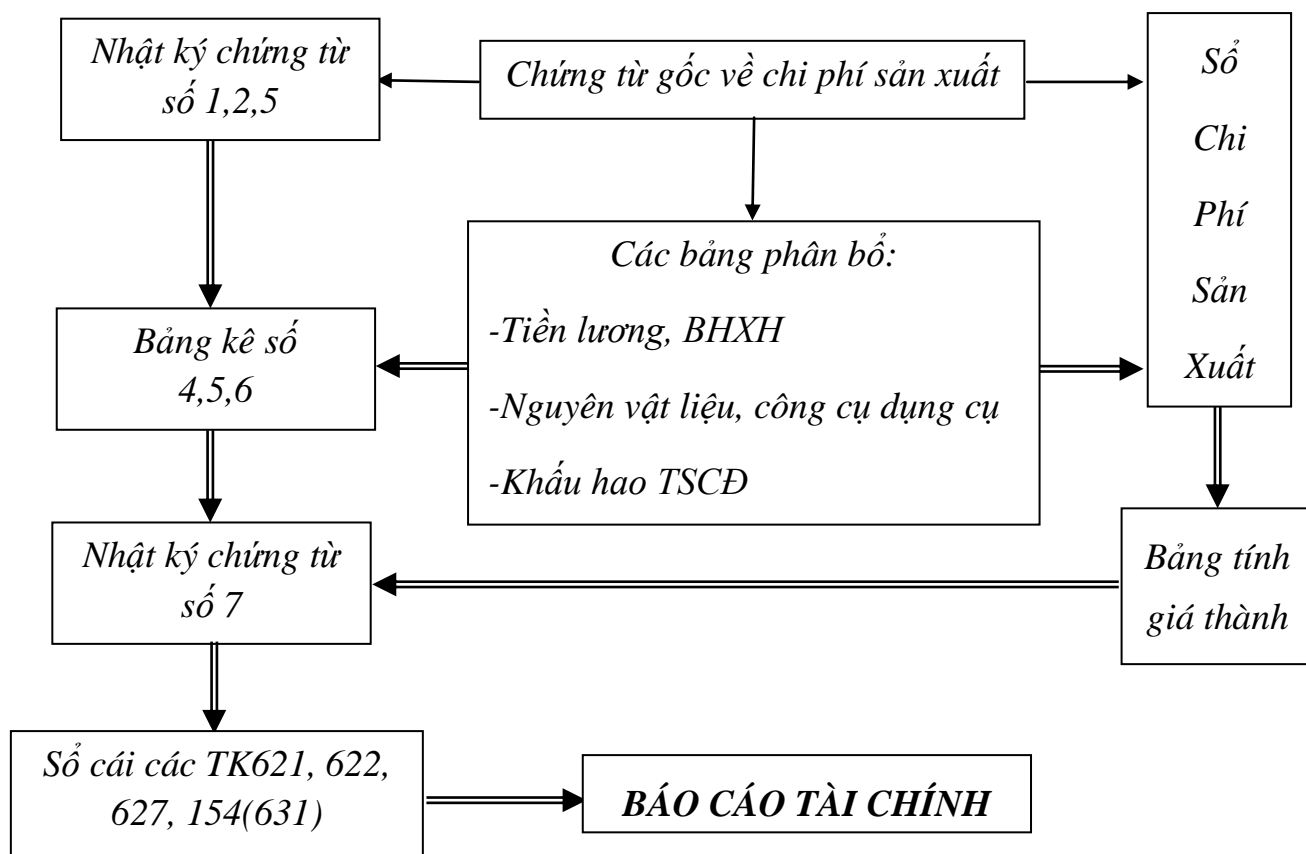 Nhật ký chứng từ
số 1,2,5
Chứng từ gốc về chi phí sản xuất
Sổ
Chi
Phí
Sản
Xuất
Các bảng phân bổ:
-Tiền lương, BHXH
-Nguyên vật liệu, công cụ dụng cụ
-Khấu hao TSCĐ
Bảng kê số
4,5,6
Nhật ký chứng từ
số 7
Bảng tính
giá thành
Sổ cái các TK621, 622,
627, 154(631)
BÁO CÁO TÀI CHÍNH